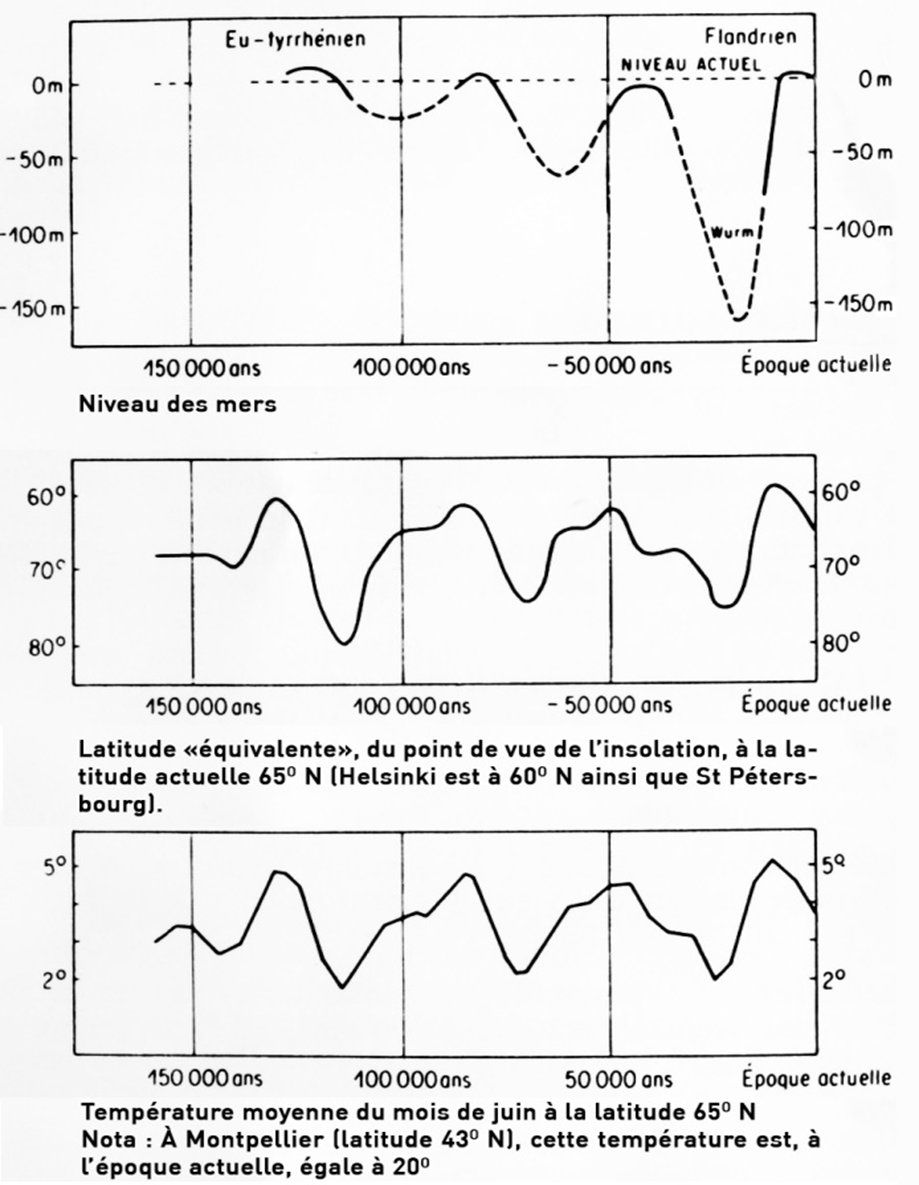 Eu-tyrrhénien
Flandrien
NIVEAU ACTUEL
0m
0m
-50m
-50m
-100m
-100m
Wurm
-150m
-150m
150 000 ans
100 000 ans
- 50 000 ans
Époque actuelle
Niveau des mers
60°
60°
70°
70°
80°
80°
150 000 ans
100 000 ans
- 50 000 ans
Époque actuelle
Latitude «équivalente», du point de vue de l'insolation, à la la-
titude actuelle 65° N (Helsinki est à 60° N ainsi que St Péters-
bourg).
5°
5°
2°
2°
150 000 ans
100 000 ans
50 000 ans
Époque actuelle
Température moyenne du mois de juin à la latitude 65° N
Nota : À Montpellier (latitude 43° N), cette température est, à
l'époque actuelle, égale à 20°